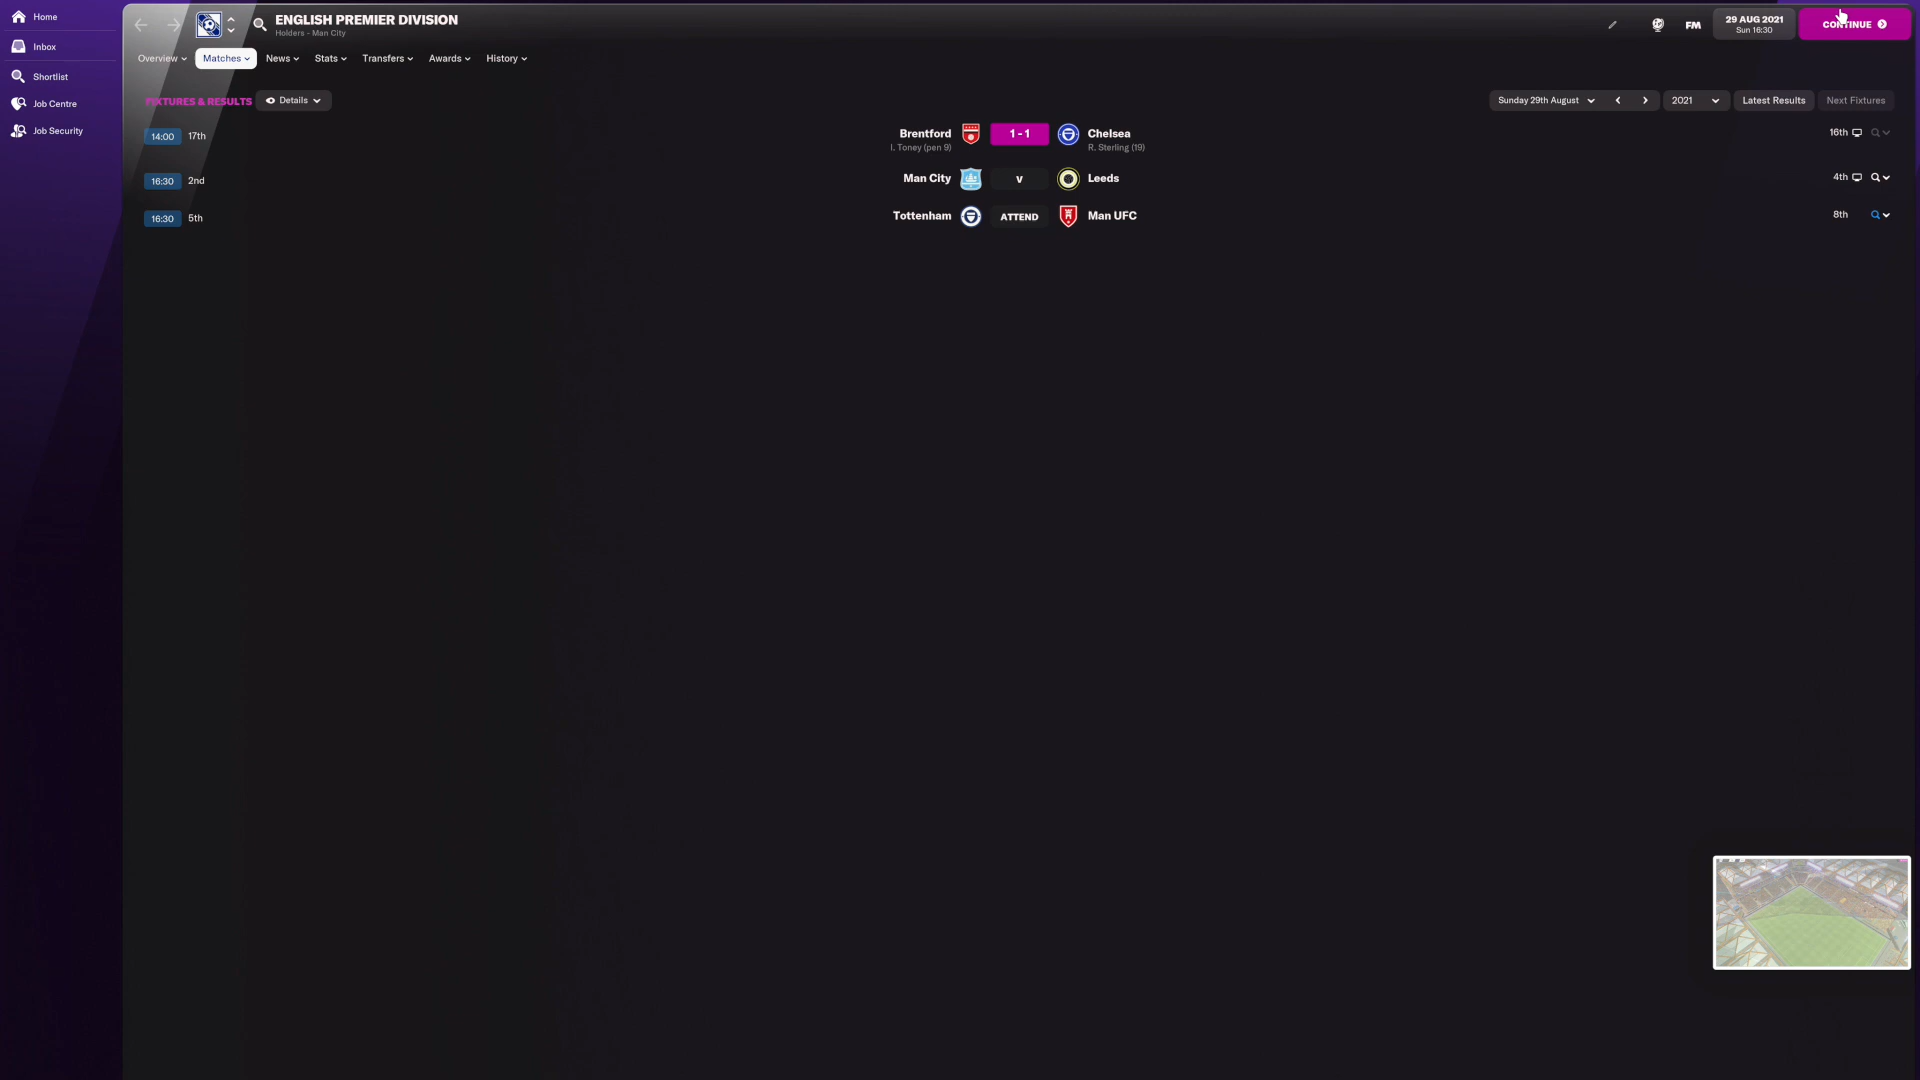 Home
Inbox
Shortlist
Job Centre
Job Security
ENGLISH PREMIER DIVISION
Holders - Man City
FM
29 AUG 2021
Sun 16:30
CONTINUE
Overview
Matches
News
Stats
Transfers
Awards
History
FIXTURES & RESULTS
Details
Sunday 29th August
2021
Latest Results
Next Fixtures
14:00 17th Brentford 1 - 1 Chelsea 16th
I. Toney (pen 9) R. Sterling (19)
16:30 2nd Man City v Leeds 4th
16:30 5th Tottenham ATTEND Man UFC 8th